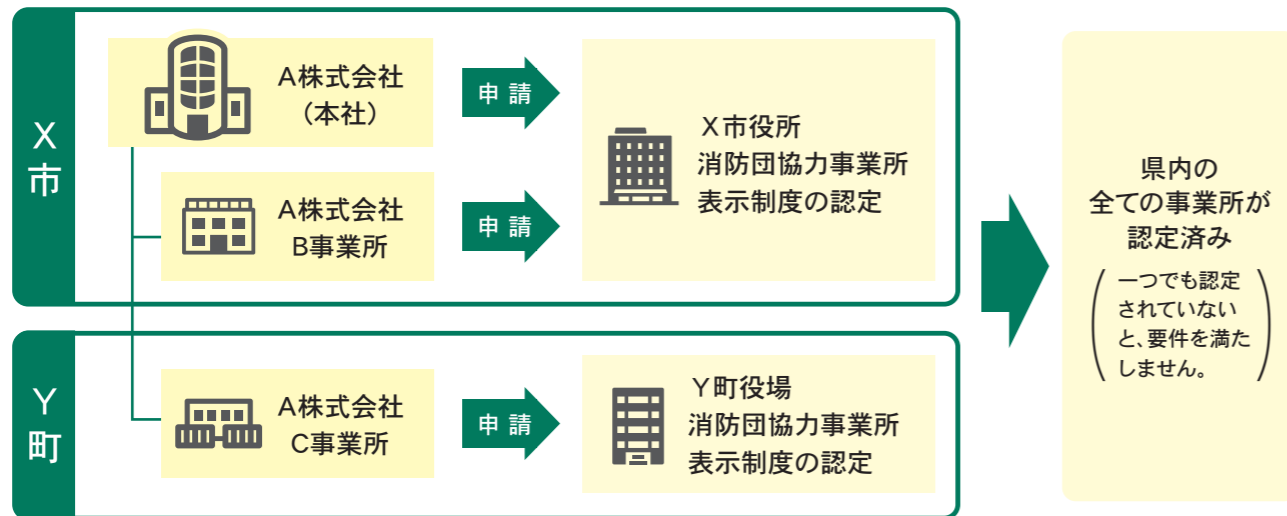 X市
A株式会社
(本社)
申請
A株式会社
B事業所
申請
X市役所
消防団協力事業所
表示制度の認定
Y町
A株式会社
C事業所
申請
Y町役場
消防団協力事業所
表示制度の認定
県内の
全ての事業所が
認定済み
(一つでも認定
されていない
と、要件を満た
しません。)